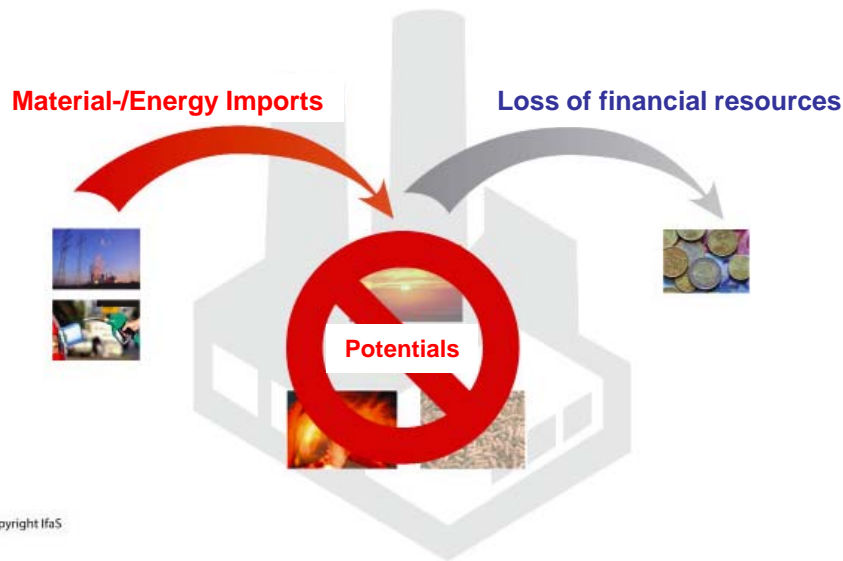 Material-/Energy Imports
Loss of financial resources
Potentials
pyright IfaS